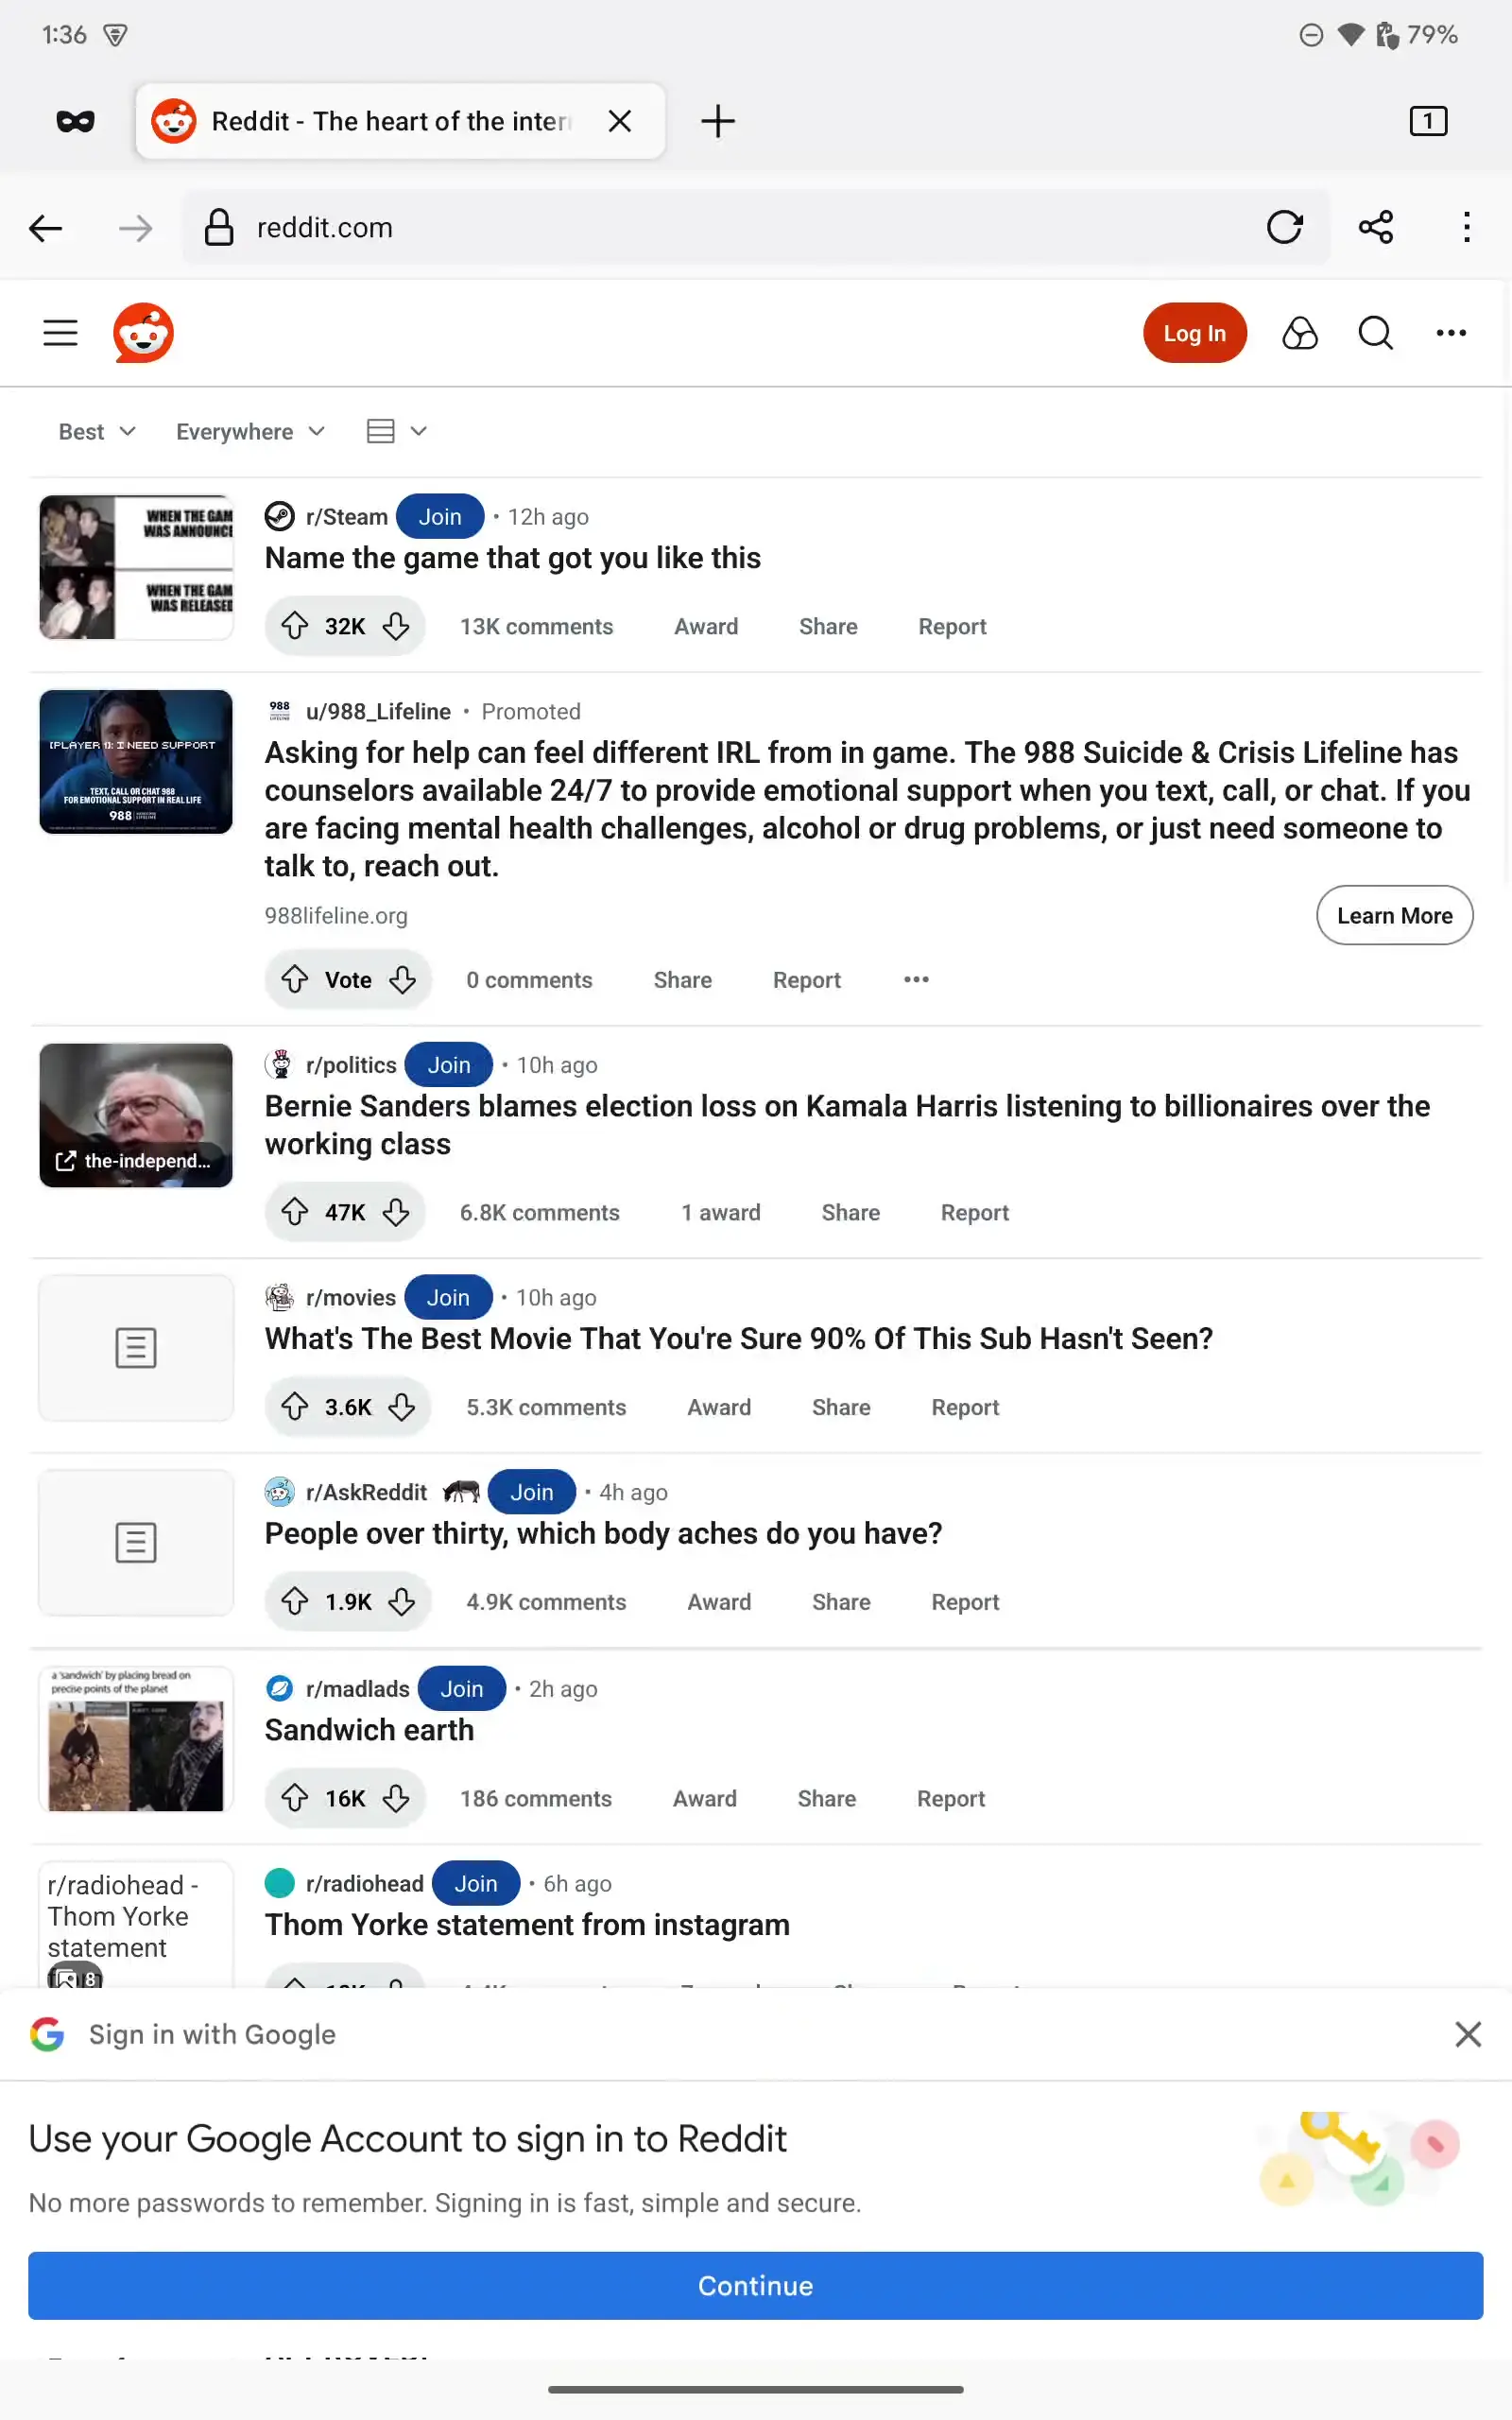 1:36
79%
Reddit - The heart of the inter
1
reddit.com
Log In
Best
Everywhere
WHEN THE GAM
WAS ANNOUNCE
WHEN THE GAM
WAS RELEASED
r/Steam Join • 12h ago
Name the game that got you like this
32K 13K comments Award Share Report
[PLAYER 1]: I NEED SUPPORT
TEXT, CALL OR CHAT 988
FOR EMOTIONAL SUPPORT IN REAL LIFE
988
988
LIFELINE
u/988_Lifeline • Promoted
Asking for help can feel different IRL from in game. The 988 Suicide & Crisis Lifeline has
counselors available 24/7 to provide emotional support when you text, call, or chat. If you
are facing mental health challenges, alcohol or drug problems, or just need someone to
talk to, reach out.
988lifeline.org
Learn More
Vote 0 comments Share Report •••
the-independ...
r/politics Join • 10h ago
Bernie Sanders blames election loss on Kamala Harris listening to billionaires over the
working class
47K 6.8K comments 1 award Share Report
r/movies Join • 10h ago
What's The Best Movie That You're Sure 90% Of This Sub Hasn't Seen?
3.6K 5.3K comments Award Share Report
r/AskReddit Join • 4h ago
People over thirty, which body aches do you have?
1.9K 4.9K comments Award Share Report
a 'sandwich' by placing bread on
precise points of the planet
r/madlads Join • 2h ago
Sandwich earth
16K 186 comments Award Share Report
r/radiohead -
Thom Yorke
statement
8
r/radiohead Join • 6h ago
Thom Yorke statement from instagram
Sign in with Google
Use your Google Account to sign in to Reddit
No more passwords to remember. Signing in is fast, simple and secure.
Continue